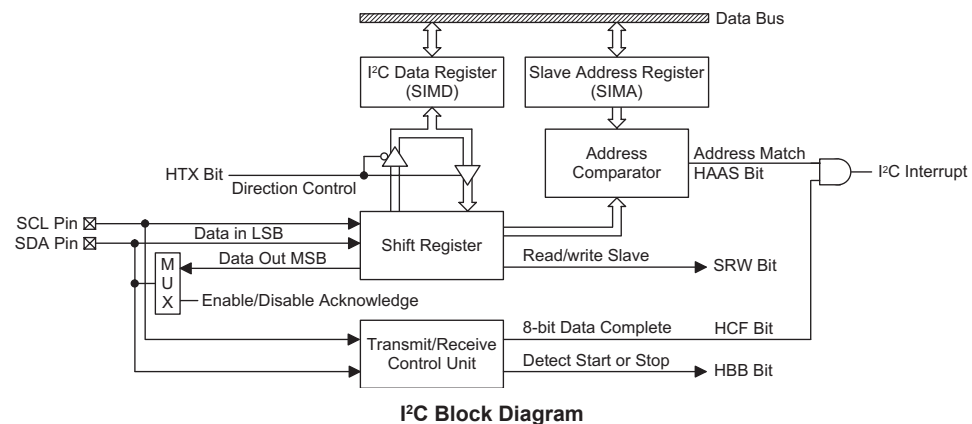 Data Bus
I²C Data Register
(SIMD)
Slave Address Register
(SIMA)
Address
Comparator
Address Match
HAAS Bit
I²C Interrupt
HTX Bit
Direction Control
SCL Pin
SDA Pin
Data in LSB
Shift Register
Data Out MSB
Read/write Slave
SRW Bit
M
U
X
Enable/Disable Acknowledge
Transmit/Receive
Control Unit
8-bit Data Complete
HCF Bit
Detect Start or Stop
HBB Bit
I²C Block Diagram